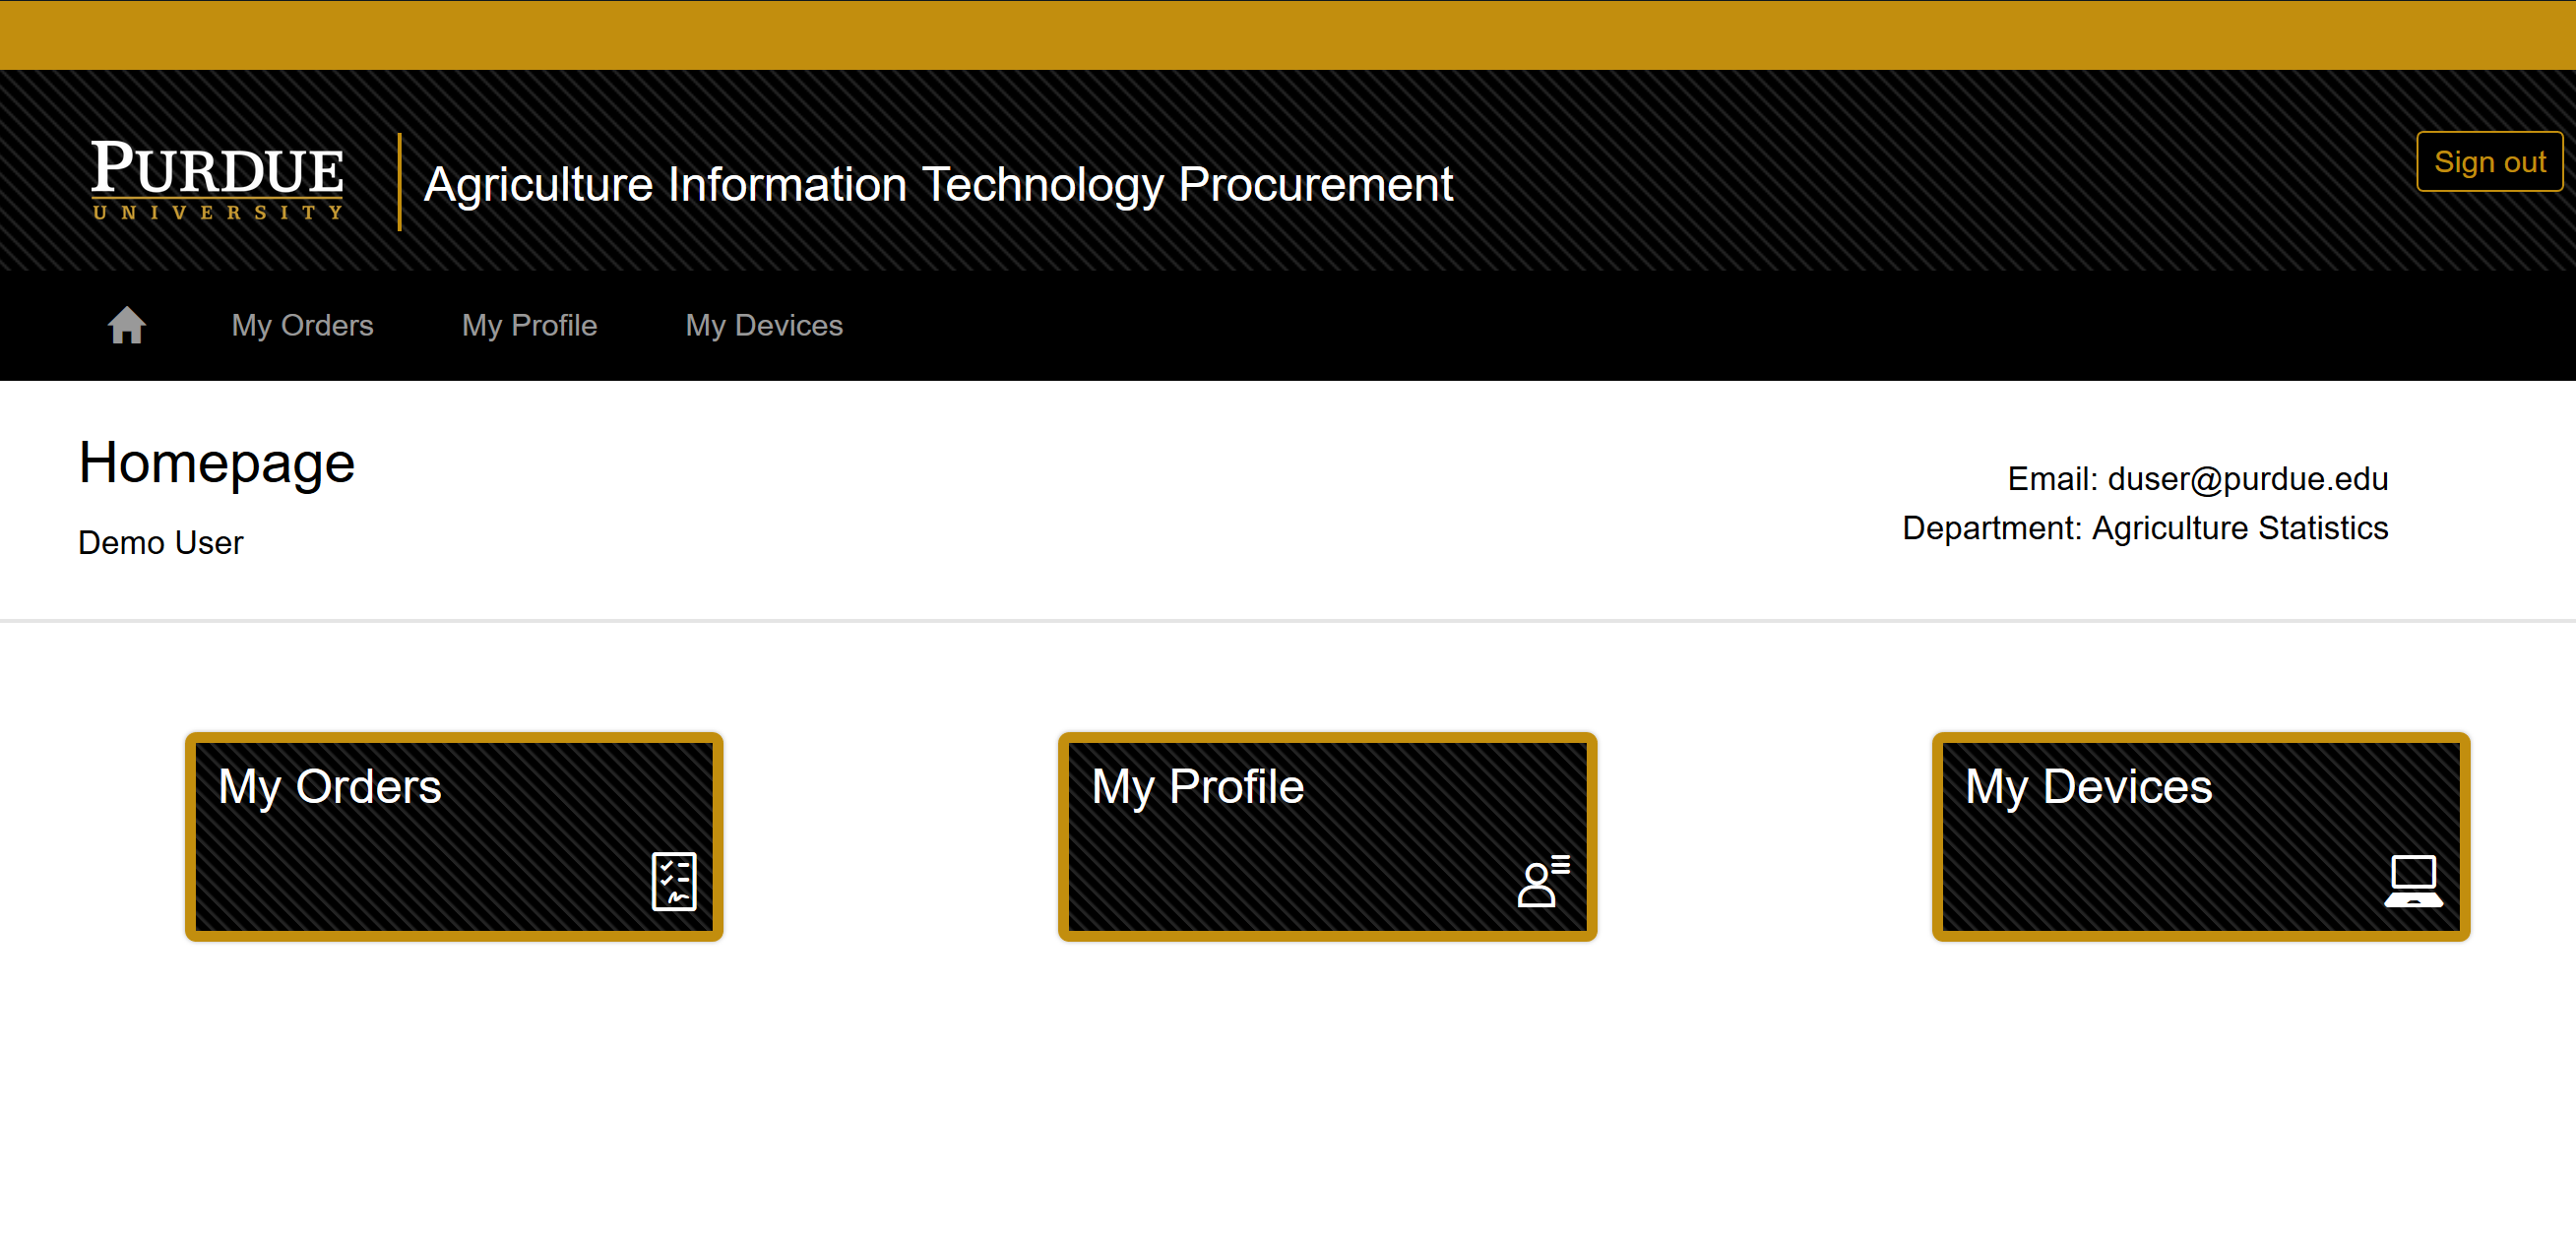 PURDUE
UNIVERSITY
Agriculture Information Technology Procurement
Sign out
My Orders
My Profile
My Devices
Homepage
Demo User
Email: duser@purdue.edu
Department: Agriculture Statistics
My Orders
My Profile
My Devices